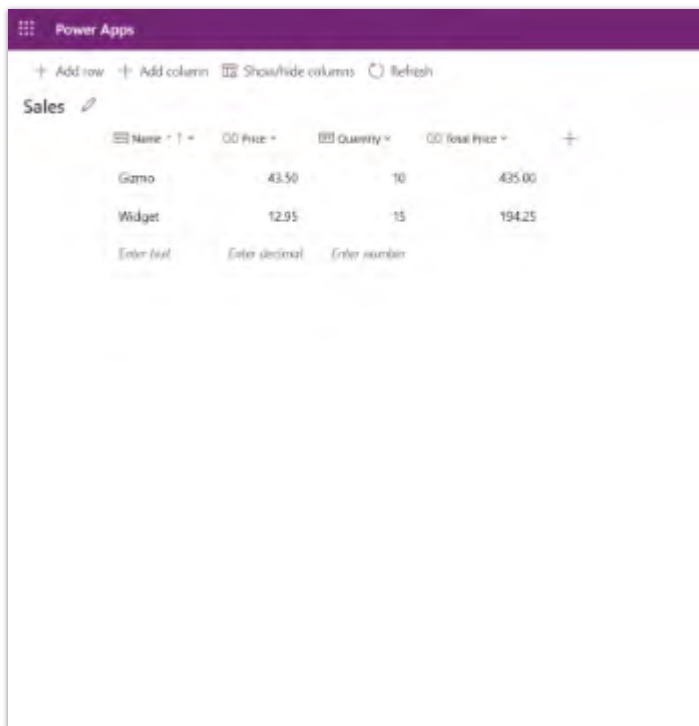 Power Apps
+ Add row + Add column Show/hide columns Refresh
Sales
Name * ↑ Price Quantity Total Price +
Gizmo 43.50 10 435.00
Widget 12.95 15 194.25
Enter text Enter decimal Enter number